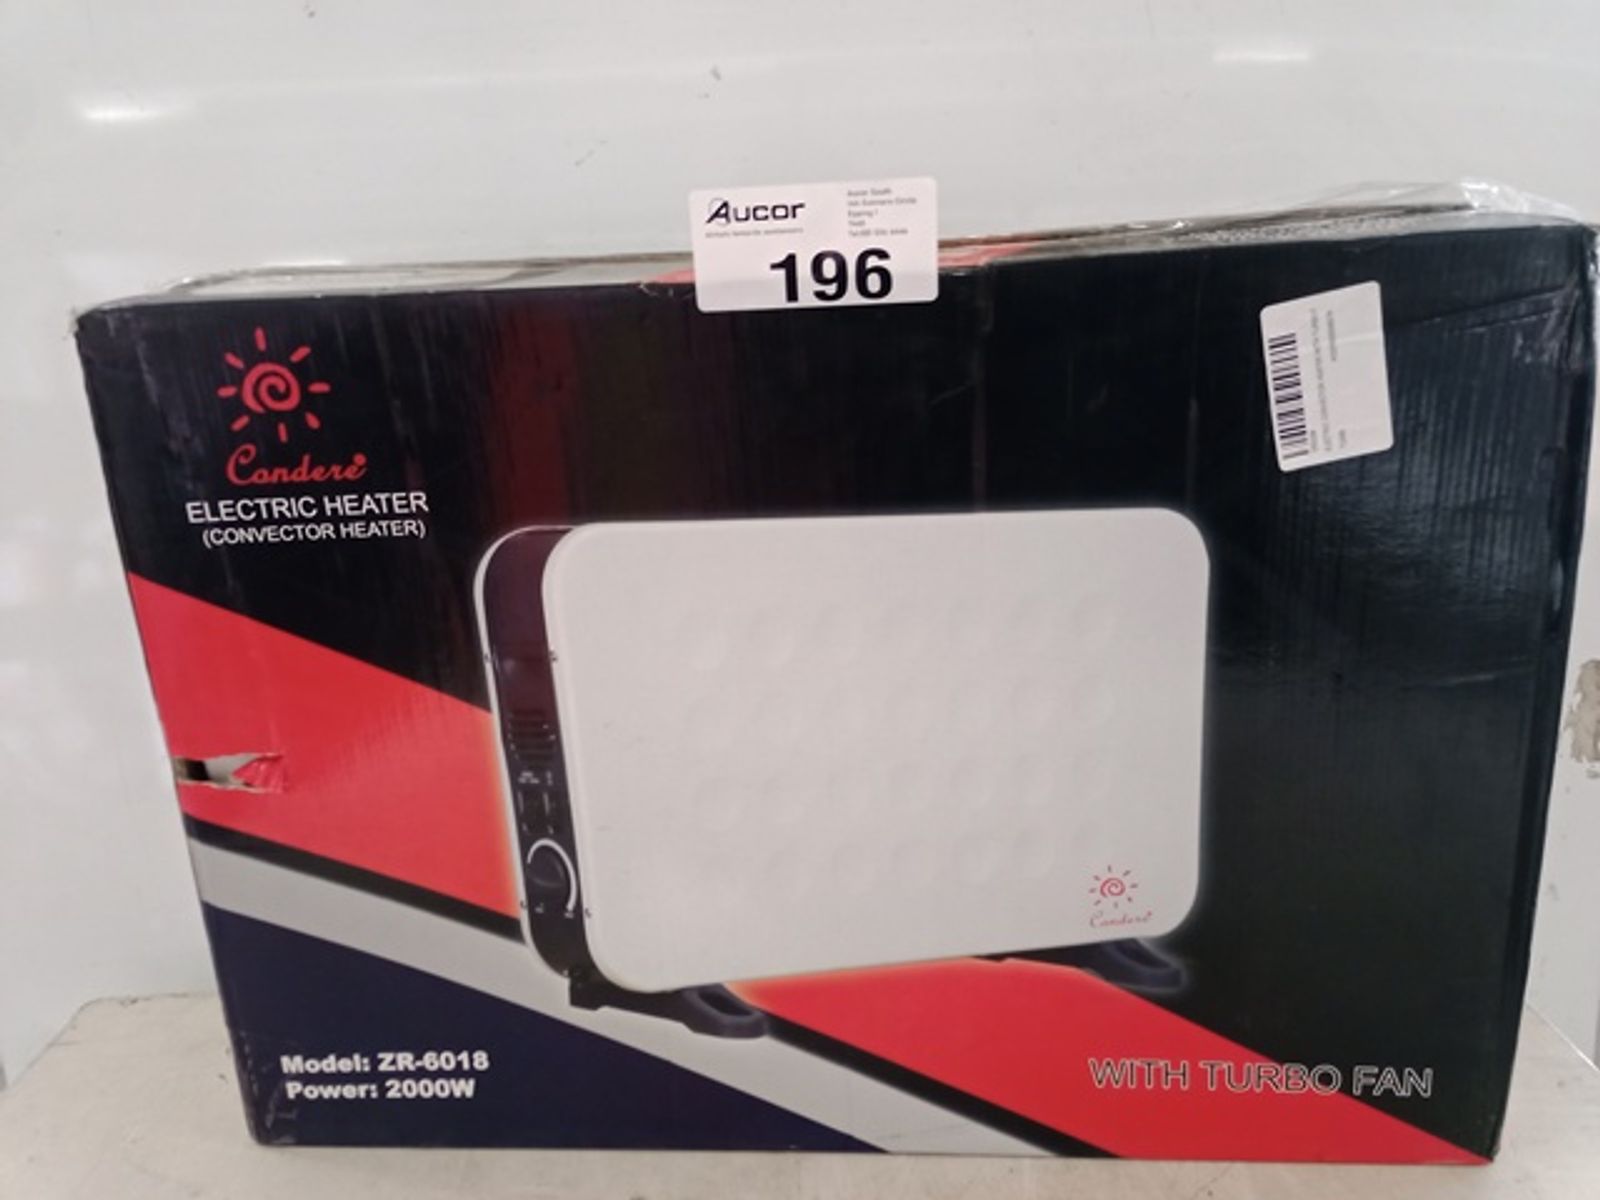 Aucor
196
Condere
ELECTRIC HEATER
(CONVECTOR HEATER)
Condere
Model: ZR-6018
Power: 2000W
WITH TURBO FAN